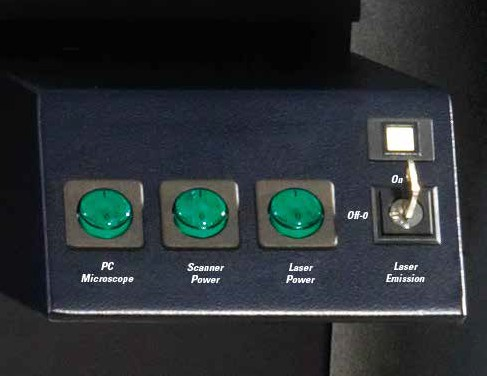 On
Off-0
PC
Microscope
Scanner
Power
Laser
Power
Laser
Emission